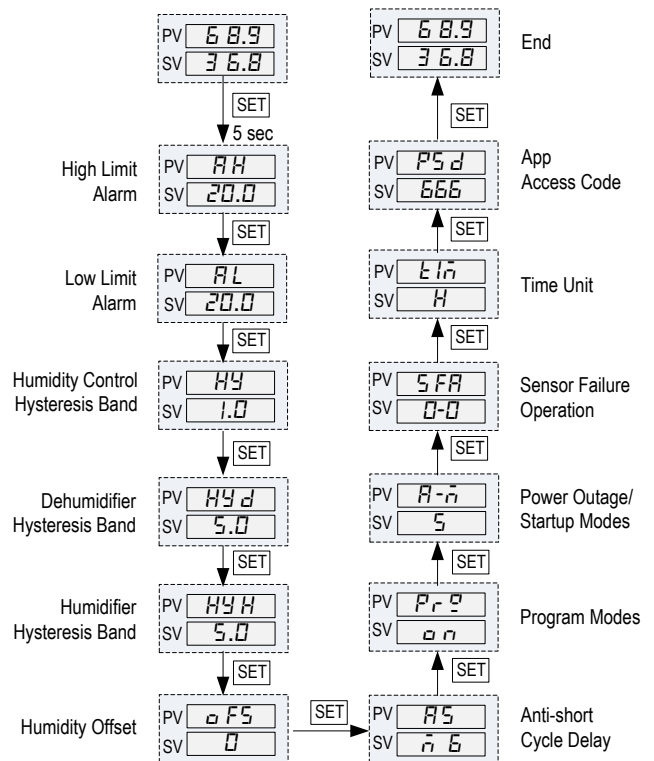 PV 68.9
SV 36.8
SET
5 sec
High Limit
Alarm
PV AH
SV 20.0
SET
Low Limit
Alarm
PV AL
SV 20.0
SET
Humidity Control
Hysteresis Band
PV HY
SV 1.0
SET
Dehumidifier
Hysteresis Band
PV HYd
SV 5.0
SET
Humidifier
Hysteresis Band
PV HYH
SV 5.0
SET
Humidity Offset
PV oFS
SV 0
SET
PV 68.9
SV 36.8
End
SET
PV PSd
SV 666
App
Access Code
SET
PV tIm
SV H
Time Unit
SET
PV SFA
SV 0-0
Sensor Failure
Operation
SET
PV A-m
SV S
Power Outage/
Startup Modes
SET
PV Prg
SV on
Program Modes
SET
PV AS
SV m 6
Anti-short
Cycle Delay